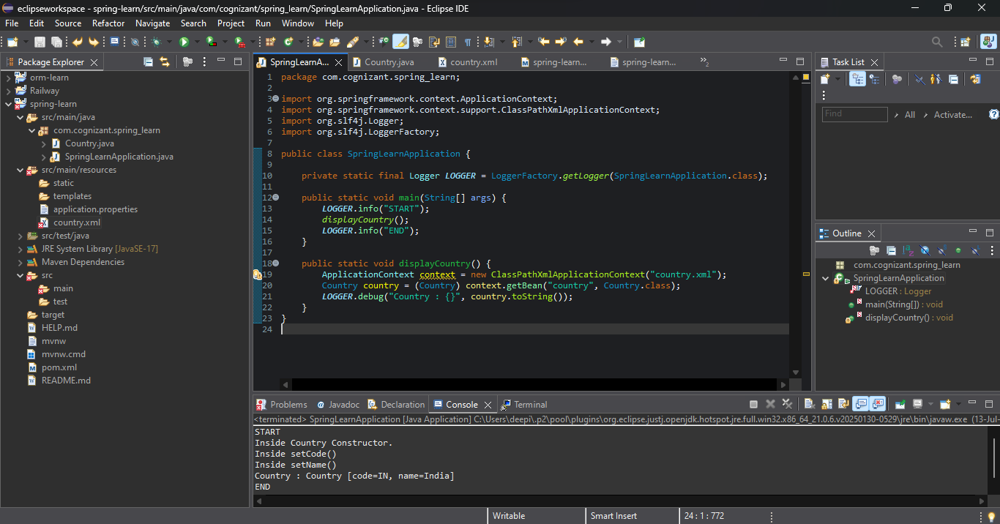 eclipseworkspace - spring-learn/src/main/java/com/cognizant/spring_learn/SpringLearnApplication.java - Eclipse IDE
File Edit Source Refactor Navigate Search Project Run Window Help
Package Explorer
orm-learn
Railway
spring-learn
src/main/java
com.cognizant.spring_learn
Country.java
SpringLearnApplication.java
src/main/resources
static
templates
application.properties
country.xml
src/test/java
JRE System Library [JavaSE-17]
Maven Dependencies
src
main
test
target
HELP.md
mvnw
mvnw.cmd
pom.xml
README.md
SpringLearnA... Country.java country.xml spring-learn... spring-learn... »2
1 package com.cognizant.spring_learn;
2
3 import org.springframework.context.ApplicationContext;
4 import org.springframework.context.support.ClassPathXmlApplicationContext;
5 import org.slf4j.Logger;
6 import org.slf4j.LoggerFactory;
7
8 public class SpringLearnApplication {
9
10 private static final Logger LOGGER = LoggerFactory.getLogger(SpringLearnApplication.class);
11
12 public static void main(String[] args) {
13 LOGGER.info("START");
14 displayCountry();
15 LOGGER.info("END");
16 }
17
18 public static void displayCountry() {
19 ApplicationContext context = new ClassPathXmlApplicationContext("country.xml");
20 Country country = (Country) context.getBean("country", Country.class);
21 LOGGER.debug("Country : {}", country.toString());
22 }
23 }
24
Task List
Find All Activate...
Outline
com.cognizant.spring_learn
SpringLearnApplication
LOGGER : Logger
main(String[]) : void
displayCountry() : void
Problems Javadoc Declaration Console Terminal
<terminated> SpringLearnApplication [Java Application] C:\Users\deepi\.p2\pool\plugins\org.eclipse.justj.openjdk.hotspot.jre.full.win32.x86_64_21.0.6.v20250130-0529\jre\bin\javaw.exe (13-Jul-
START
Inside Country Constructor.
Inside setCode()
Inside setName()
Country : Country [code=IN, name=India]
END
Writable Smart Insert 24 : 1 : 772